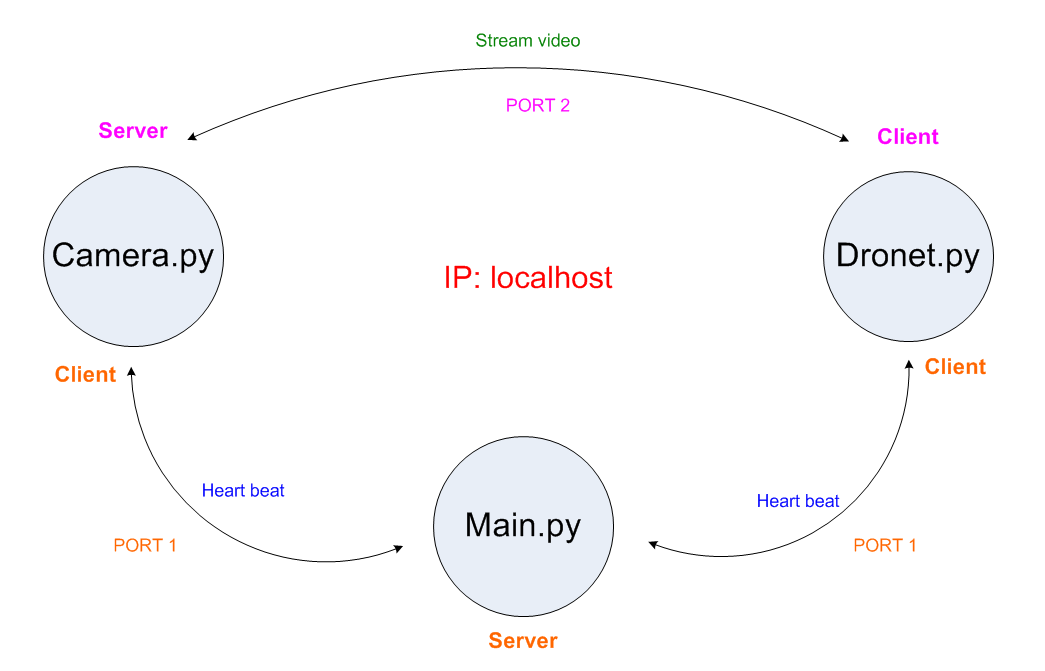 Stream video
PORT 2
Server
Client
Camera.py
Dronet.py
IP: localhost
Client
Client
Heart beat
Heart beat
PORT 1
PORT 1
Main.py
Server